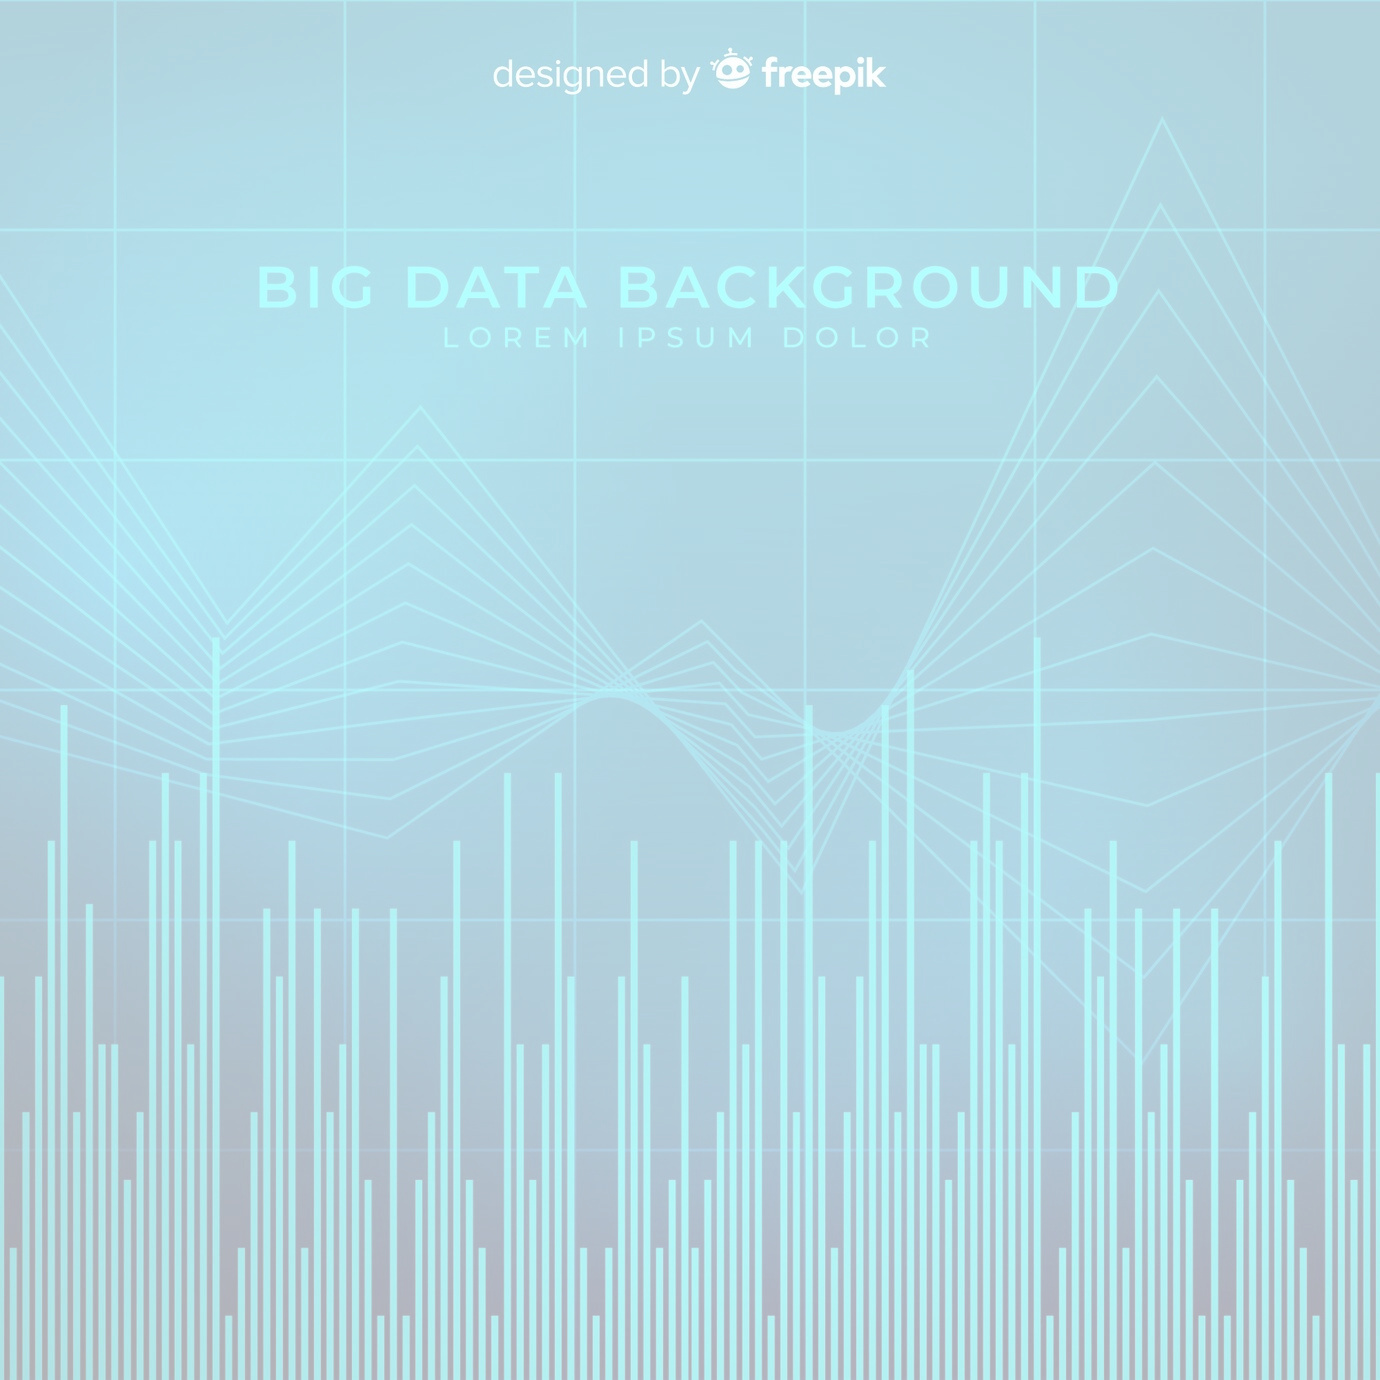 designed by freepik
BIG DATA BACKGROUND
LOREM IPSUM DOLOR